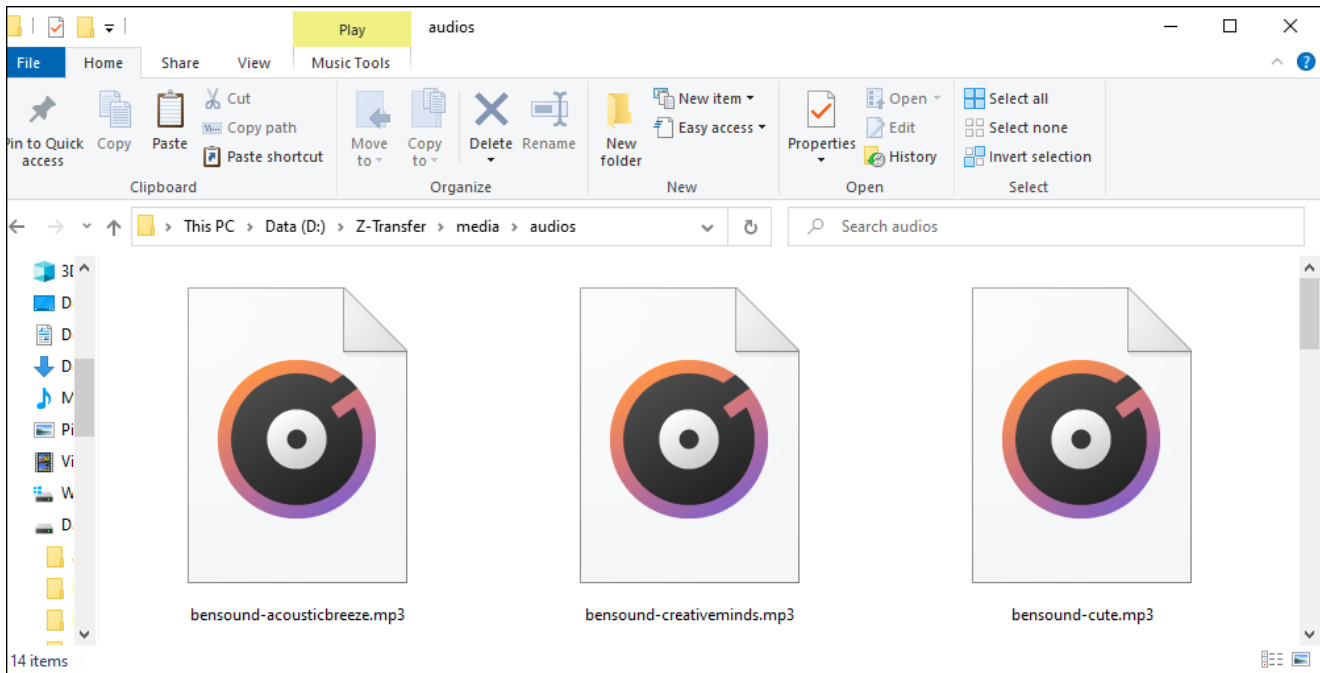 Play audios
File Home Share View Music Tools
Cut
Copy path
Paste shortcut
Pin to Quick access
Copy
Paste
Clipboard
Move to
Copy to
Delete
Rename
Organize
New folder
New item
Easy access
New
Properties
Open
Edit
History
Open
Select all
Select none
Invert selection
Select
This PC > Data (D:) > Z-Transfer > media > audios
Search audios
3D
D
D
D
M
Pi
Vi
W
D
bensound-acousticbreeze.mp3
bensound-creativeminds.mp3
bensound-cute.mp3
14 items